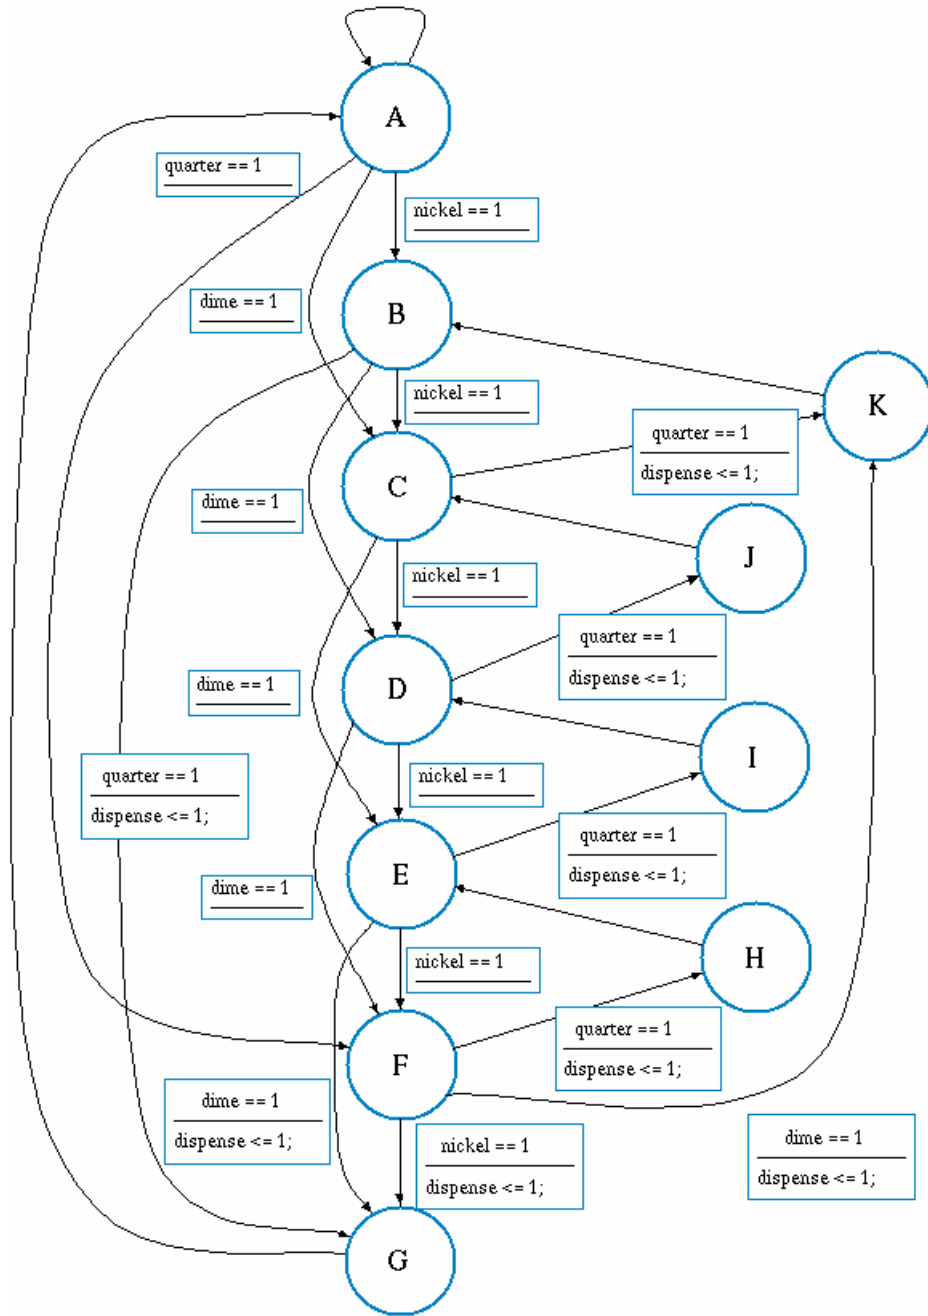 A
quarter == 1
nickel == 1
dime == 1
B
nickel == 1
K
quarter == 1
dispense <= 1;
C
dime == 1
J
nickel == 1
quarter == 1
dispense <= 1;
D
dime == 1
I
quarter == 1
dispense <= 1;
nickel == 1
quarter == 1
dispense <= 1;
E
dime == 1
H
nickel == 1
quarter == 1
dispense <= 1;
F
dime == 1
dispense <= 1;
nickel == 1
dispense <= 1;
dime == 1
dispense <= 1;
G